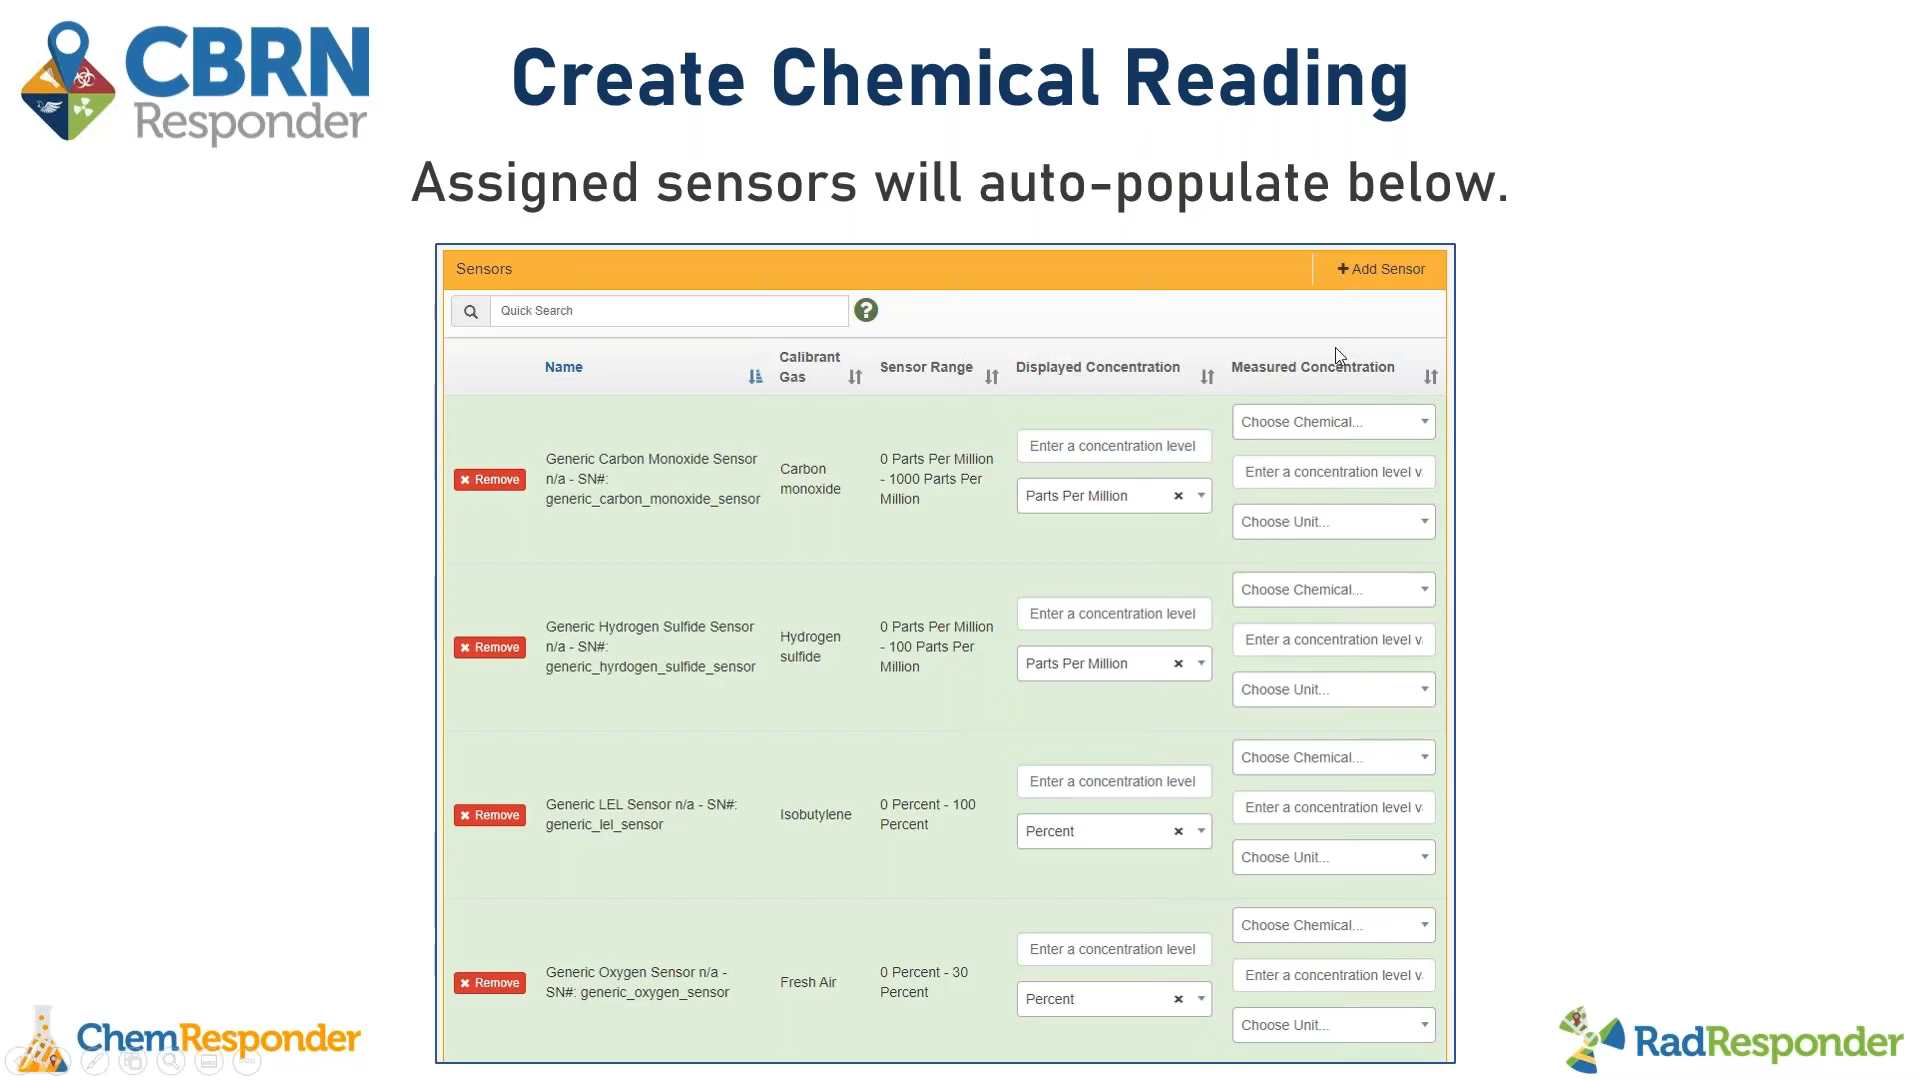 CBRN
Responder
Create Chemical Reading
Assigned sensors will auto-populate below.
Sensors
Add Sensor
Quick Search
?
Name
Calibrant
Gas
Sensor Range
Displayed Concentration
Measured Concentration
Remove
Generic Carbon Monoxide Sensor
n/a - SN#:
generic_carbon_monoxide_sensor
Carbon
monoxide
0 Parts Per Million
- 1000 Parts Per
Million
Enter a concentration level
Parts Per Million
Choose Chemical...
Enter a concentration level v
Choose Unit...
Remove
Generic Hydrogen Sulfide Sensor
n/a - SN#:
generic_hyrdogen_sulfide_sensor
Hydrogen
sulfide
0 Parts Per Million
- 100 Parts Per
Million
Enter a concentration level
Parts Per Million
Choose Chemical...
Enter a concentration level v
Choose Unit...
Remove
Generic LEL Sensor n/a - SN#:
generic_lel_sensor
Isobutylene
0 Percent - 100
Percent
Enter a concentration level
Percent
Choose Chemical...
Enter a concentration level v
Choose Unit...
Remove
Generic Oxygen Sensor n/a -
SN#: generic_oxygen_sensor
Fresh Air
0 Percent - 30
Percent
Enter a concentration level
Percent
Choose Chemical...
Enter a concentration level v
Choose Unit...
ChemResponder
RadResponder